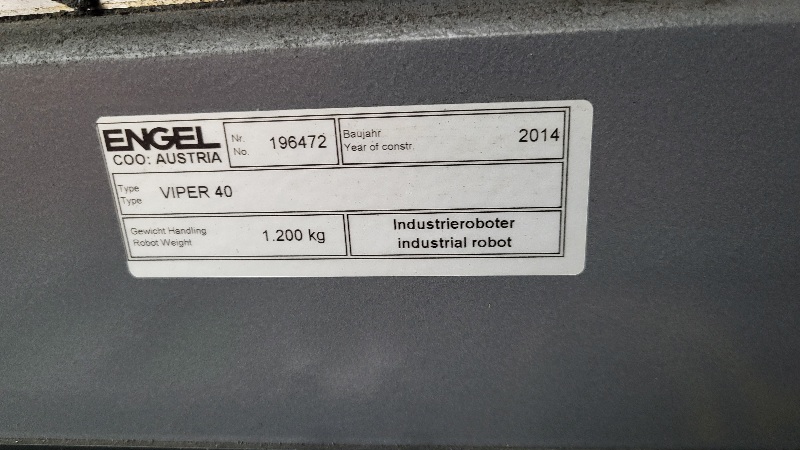 ENGEL
COO: AUSTRIA
Nr.
No.
196472
Baujahr
Year of constr.
2014
Type
Type
VIPER 40
Gewicht Handling
Robot Weight
1.200 kg
Industrieroboter
industrial robot